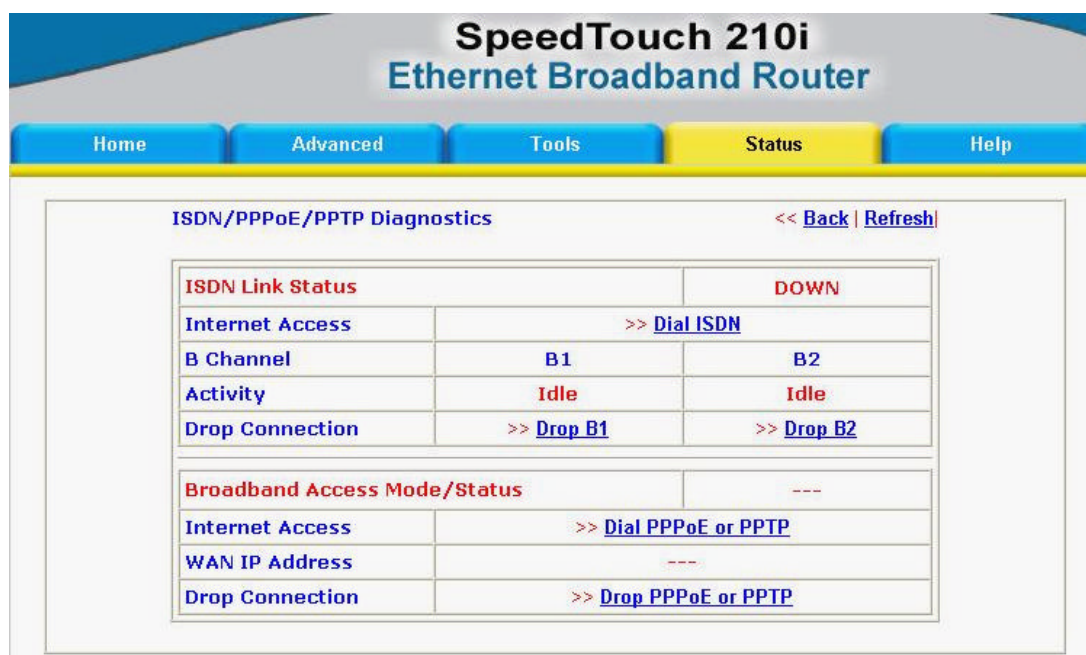 SpeedTouch 210i
Ethernet Broadband Router
Home Advanced Tools Status Help
ISDN/PPPoE/PPTP Diagnostics << Back | Refresh|
ISDN Link Status DOWN
Internet Access >> Dial ISDN
B Channel B1 B2
Activity Idle Idle
Drop Connection >> Drop B1 >> Drop B2
Broadband Access Mode/Status ---
Internet Access >> Dial PPPoE or PPTP
WAN IP Address ---
Drop Connection >> Drop PPPoE or PPTP